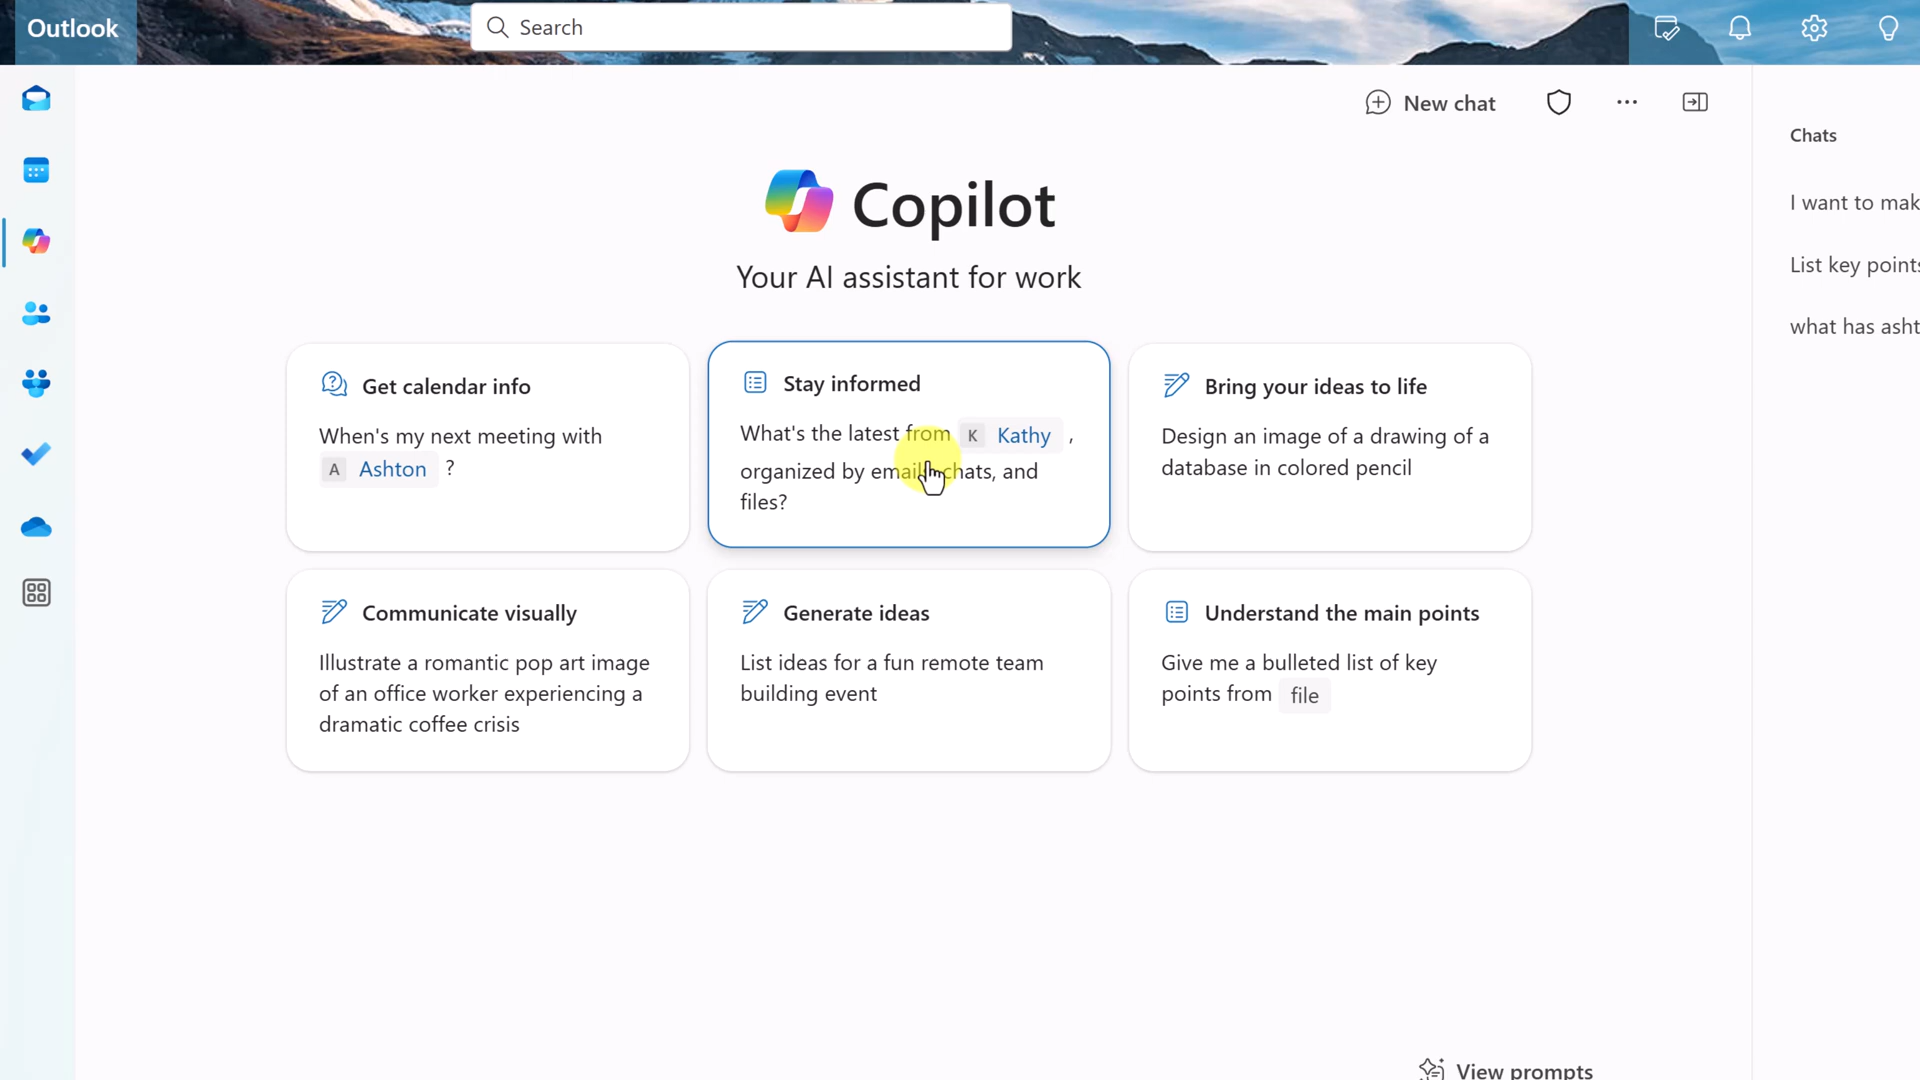 Outlook
Search
New chat
Chats
I want to mak
List key points
what has asht
Copilot
Your AI assistant for work
Get calendar info
When's my next meeting with
A Ashton ?
Stay informed
What's the latest from K Kathy ,
organized by email, chats, and
files?
Bring your ideas to life
Design an image of a drawing of a
database in colored pencil
Communicate visually
Illustrate a romantic pop art image
of an office worker experiencing a
dramatic coffee crisis
Generate ideas
List ideas for a fun remote team
building event
Understand the main points
Give me a bulleted list of key
points from file
View prompts